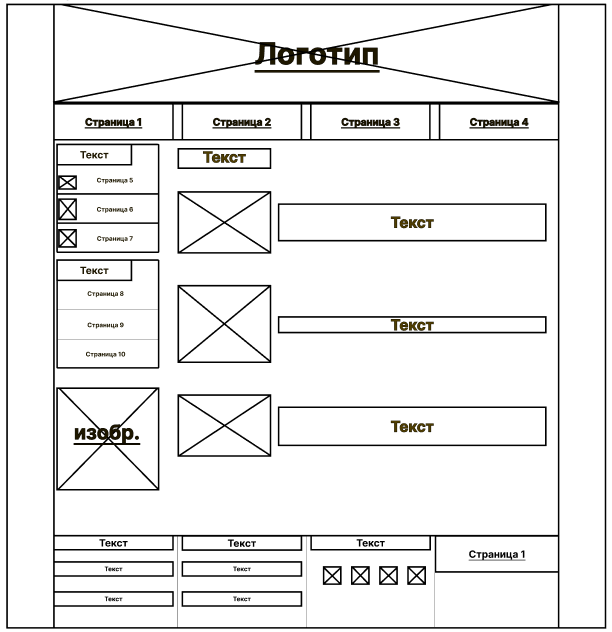 Логотип
Страница 1
Страница 2
Страница 3
Страница 4
Текст
Страница 5
Страница 6
Страница 7
Текст
Страница 8
Страница 9
Страница 10
изобр.
Текст
Текст
Текст
Текст
Текст
Текст
Текст
Текст
Текст
Текст
Текст
Страница 1